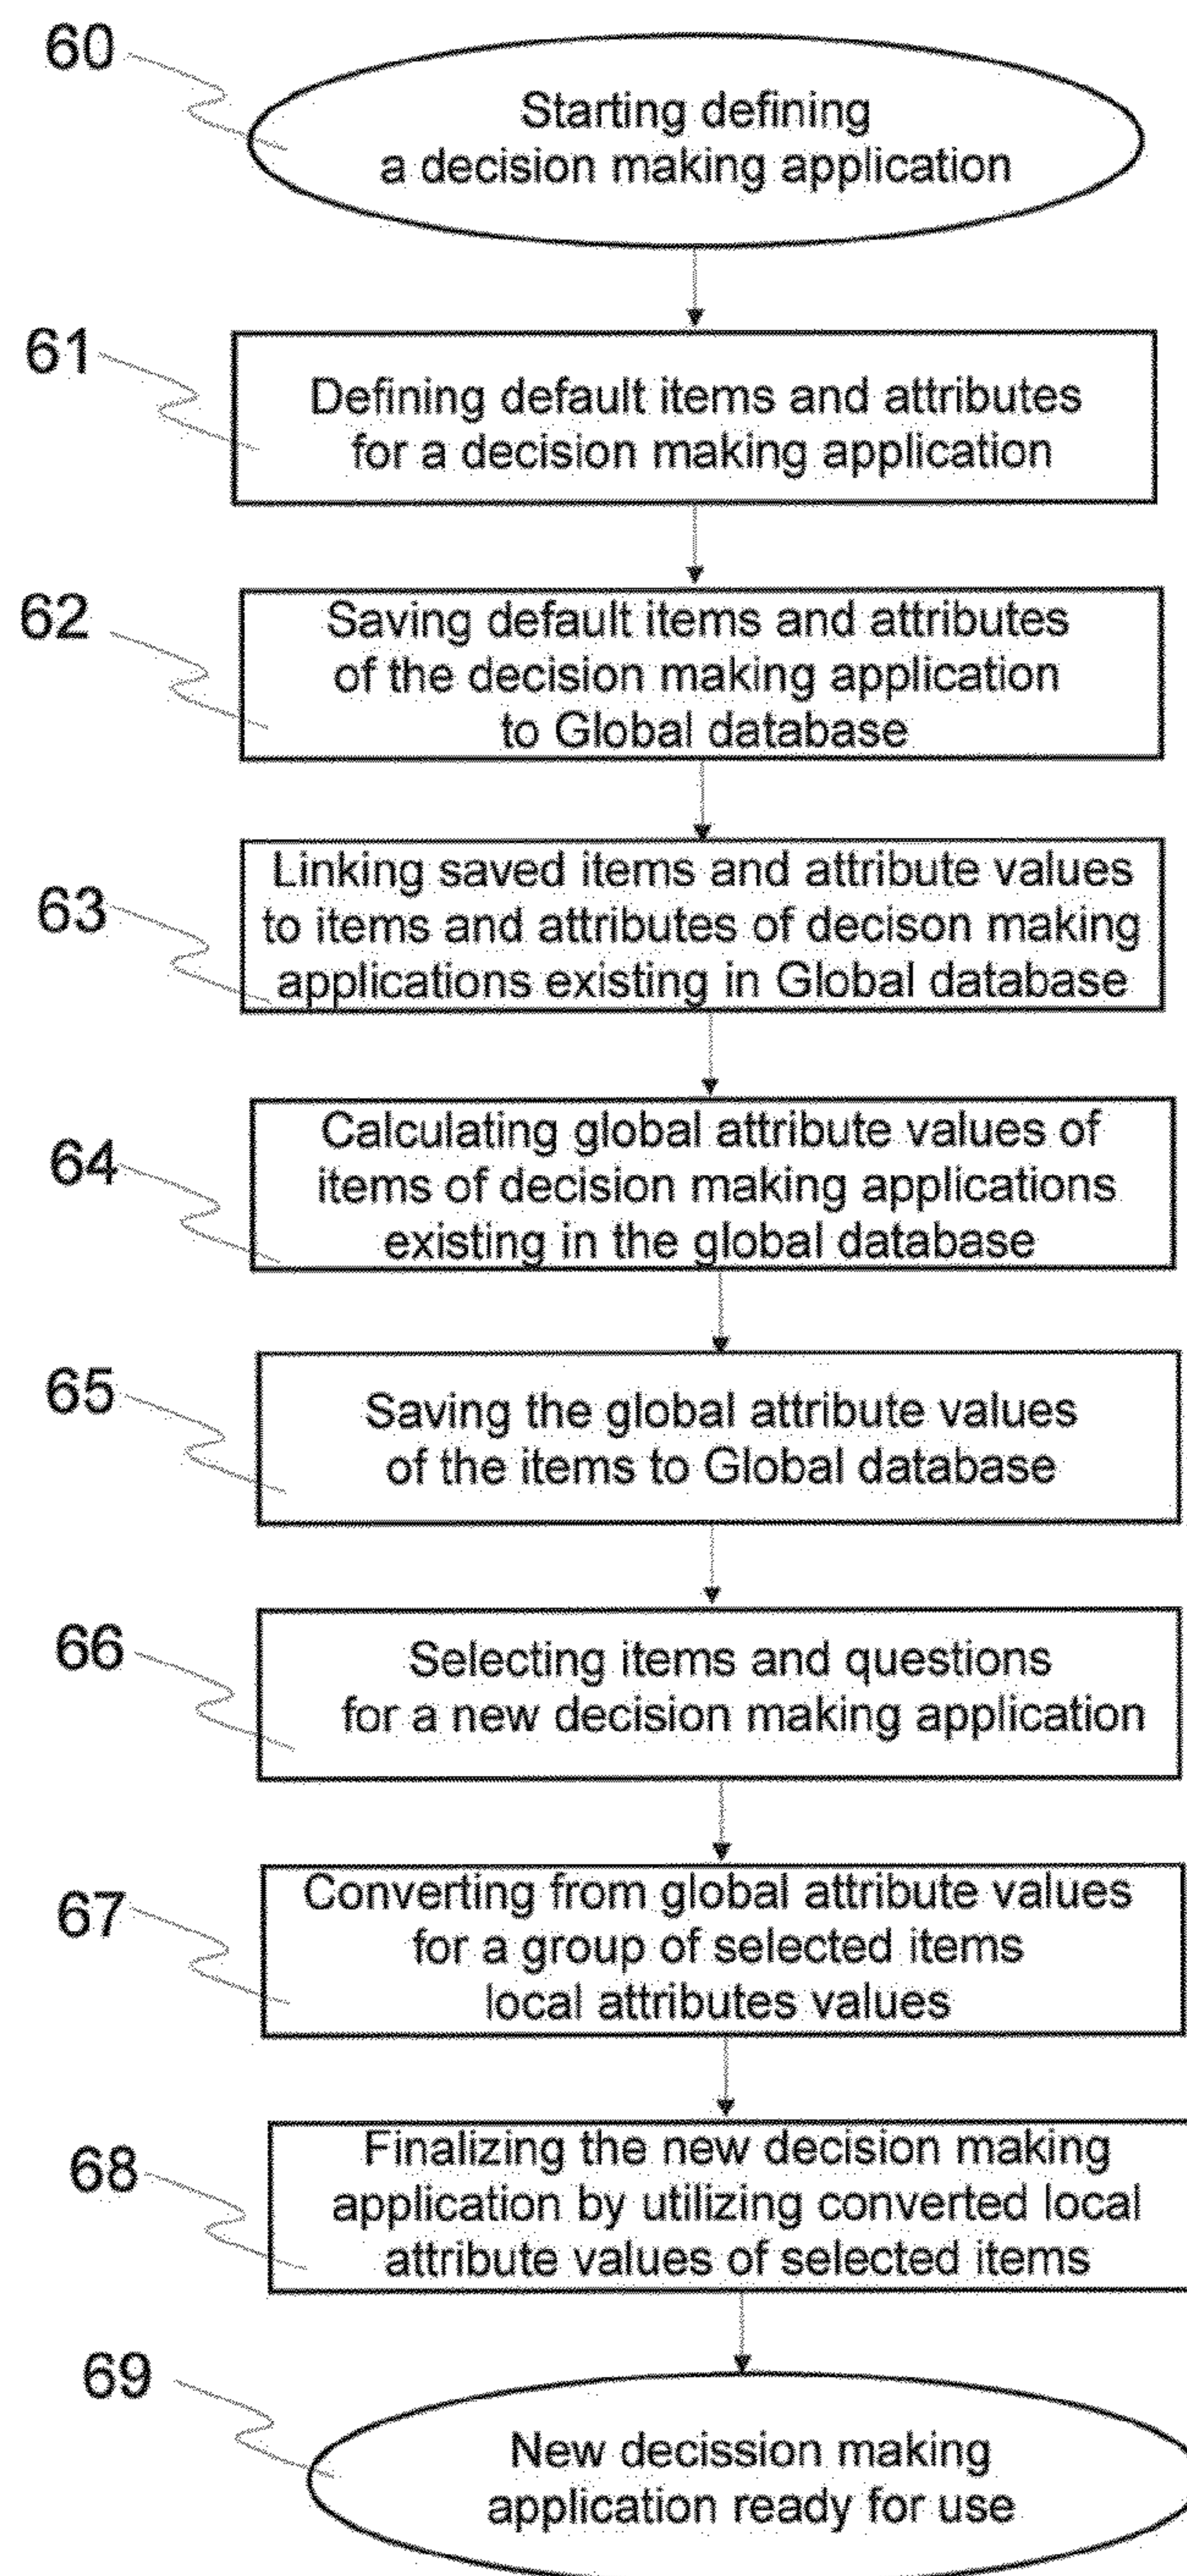 60
Starting defining
a decision making application
61
Defining default items and attributes
for a decision making application
62
Saving default items and attributes
of the decision making application
to Global database
63
Linking saved items and attribute values
to items and attributes of decison making
applications existing in Global database
64
Calculating global attribute values of
items of decision making applications
existing in the global database
65
Saving the global attribute values
of the items to Global database
66
Selecting items and questions
for a new decision making application
67
Converting from global attribute values
for a group of selected items
local attributes values
68
Finalizing the new decision making
application by utilizing converted local
attribute values of selected items
69
New decission making
application ready for use